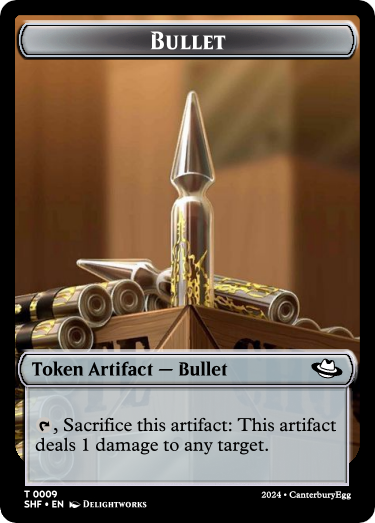 BULLET
Token Artifact — Bullet
, Sacrifice this artifact: This artifact
deals 1 damage to any target.
T 0009
SHF • EN DELIGHTWORKS
2024 • CanterburyEgg